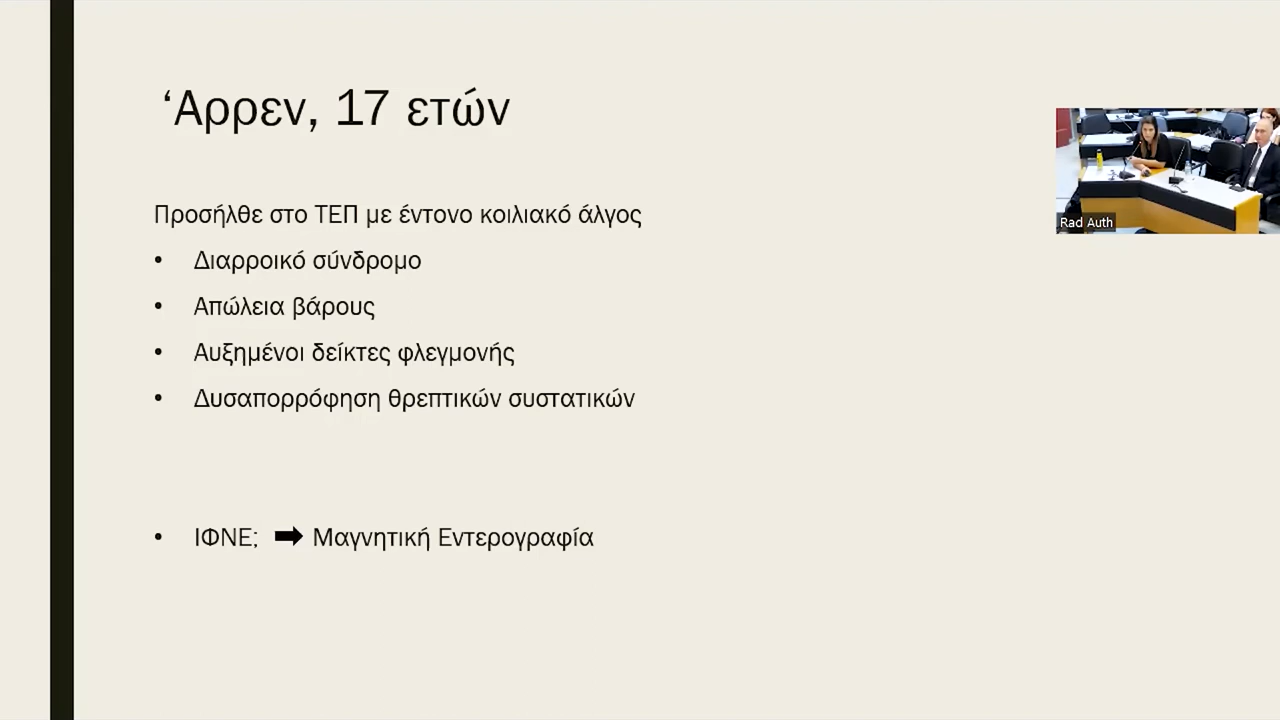 ‘Αρρεν, 17 ετών
Προσήλθε στο ΤΕΠ με έντονο κοιλιακό άλγος
• Διαρροικό σύνδρομο
• Απώλεια βάρους
• Αυξημένοι δείκτες φλεγμονής
• Δυσαπορρόφηση θρεπτικών συστατικών
• ΙΦΝΕ; ➡ Μαγνητική Εντερογραφία
Rad Auth